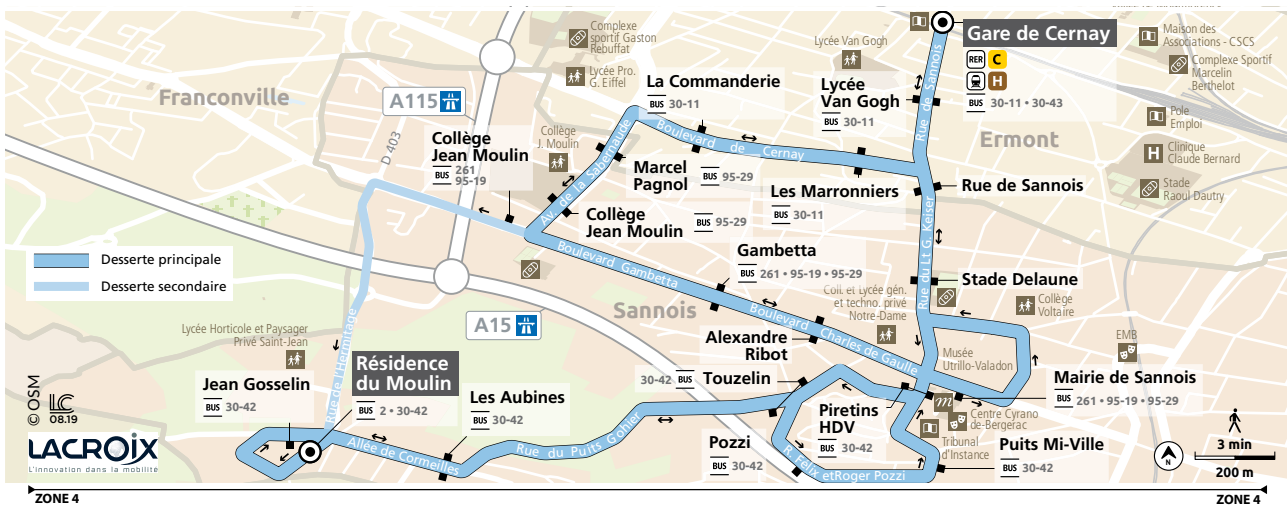 Complexe
sportif Gaston
Rebuffat
Lycée Pro.
G. Eiffel
Franconville
A115
D 403
La Commanderie
BUS 30-11
Lycée Van Gogh
Lycée
Van Gogh
BUS 30-11
Gare de Cernay
RER C
H
BUS 30-11 • 30-43
Rue de Sannois
Maison des
Associations - CSCS
Complexe Sportif
Marcelin
Berthelot
Ermont
Pole
Emploi
Clinique
Claude Bernard
Stade
Raoul Dautry
Collège
Jean Moulin
BUS 261
95-19
Collège
J. Moulin
Av. de la Sabernaude
Boulevard de Cernay
Marcel
Pagnol
BUS 95-29
Les Marronniers
BUS 30-11
Rue de Sannois
Collège
Jean Moulin
BUS 95-29
Rue du Lt G. Keiser
Desserte principale
Desserte secondaire
Boulevard Gambetta
Gambetta
BUS 261 • 95-19 • 95-29
Stade Delaune
Collège
Voltaire
Sannois
Coll. et Lycée gén.
et techno. privé
Notre-Dame
Boulevard Charles de Gaulle
A15
Rue de l'Hermitage
Lycée Horticole et Paysager
Privé Saint-Jean
Alexandre
Ribot
Musée
Utrillo-Valadon
EMB
Résidence
du Moulin
BUS 2 • 30-42
Jean Gosselin
BUS 30-42
Les Aubines
BUS 30-42
30-42 BUS Touzelin
Mairie de Sannois
BUS 261 • 95-19 • 95-29
m
Piretins
HDV
BUS 30-42
Centre Cyrano
de-Bergerac
Tribunal
d'Instance
Puits Mi-Ville
BUS 30-42
Pozzi
BUS 30-42
R. Félix etRoger Pozzi
Rue du Puits Gohier
Allée de Cormeilles
© OSM
LC
08.19
LACROIX
L'innovation dans la mobilité
N
3 min
200 m
ZONE 4
ZONE 4